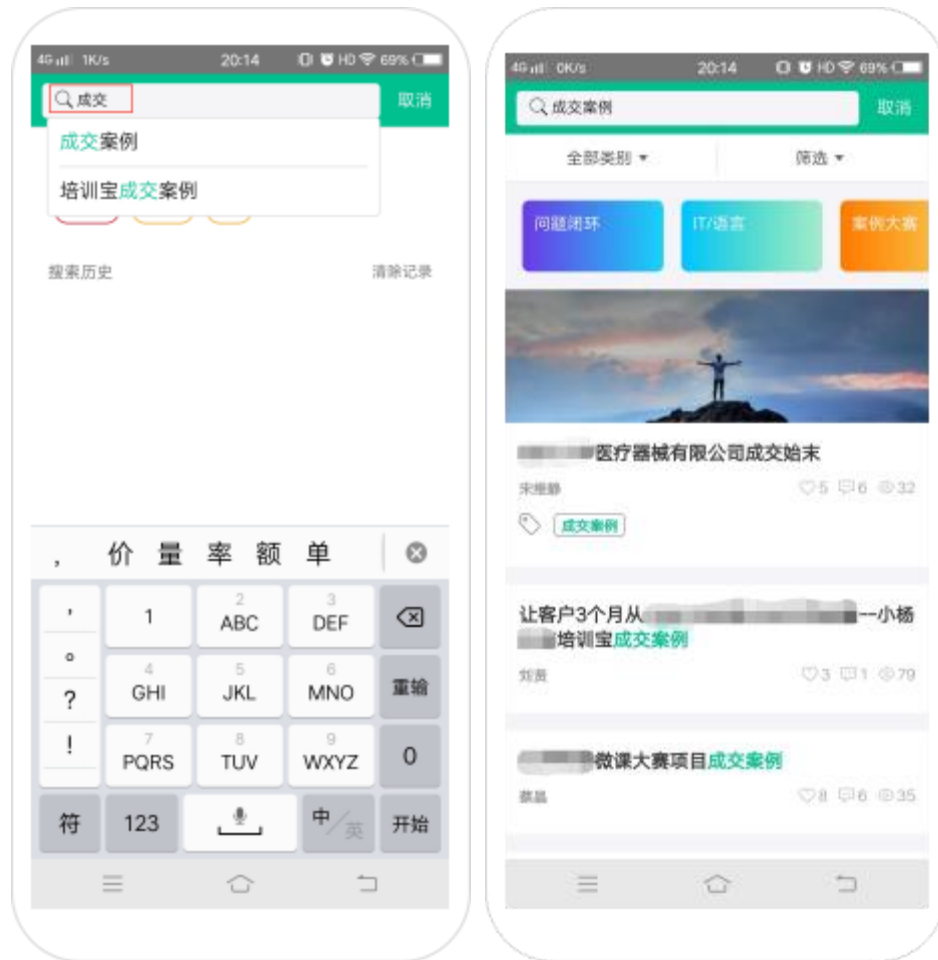 4G 1K/s 20:14 HD 69%
成交 取消
成交案例
培训宝成交案例
搜索历史 清除记录
， 价 量 率 额 单
' 1 2 ABC 3 DEF
。 4 GHI 5 JKL 6 MNO 重输
? 7 PQRS 8 TUV 9 WXYZ 0
!
符 123 中/英 开始
4G 0K/s 20:14 HD 69%
成交案例 取消
全部类别 筛选
问题闭环 IT/语言 案例大赛
医疗器械有限公司成交始末
5 6 32
成交案例
让客户3个月从 --小杨
培训宝成交案例
3 1 79
微课大赛项目成交案例
蔡晶 8 6 35